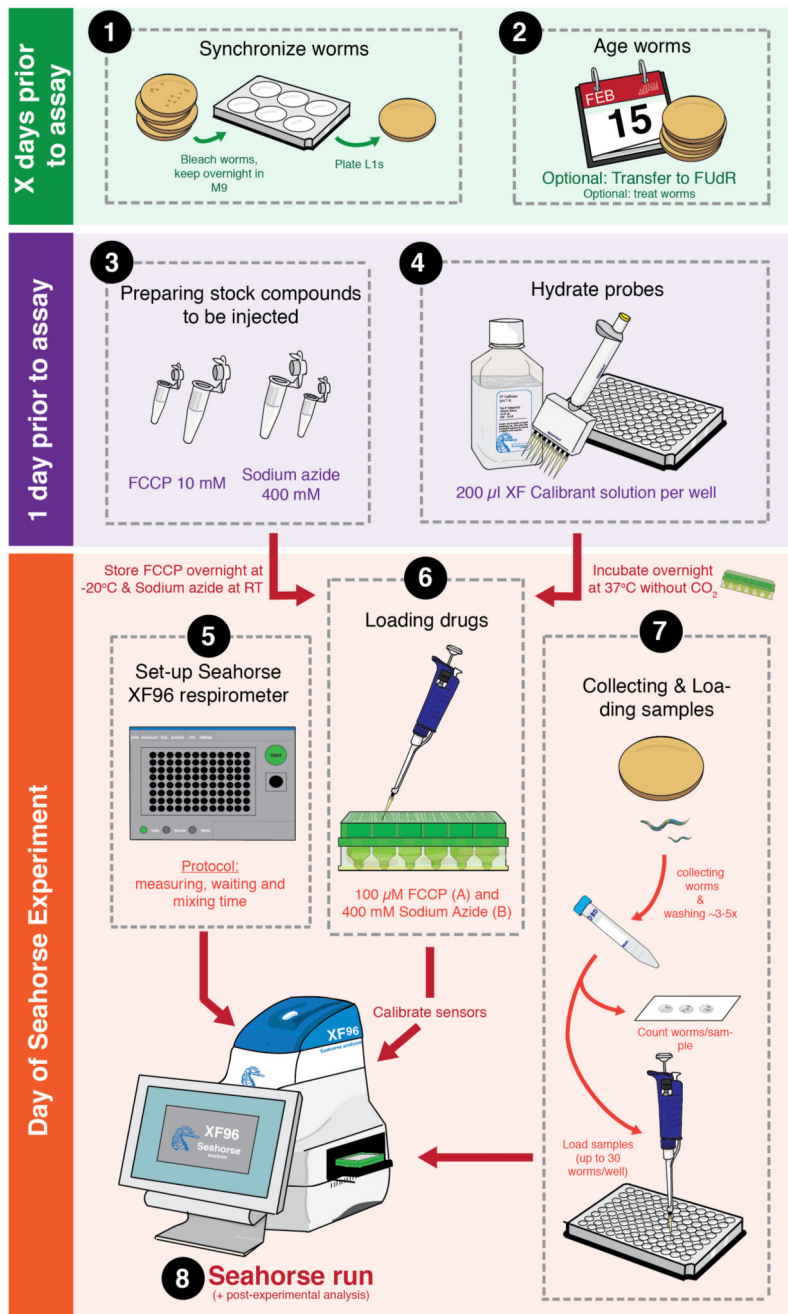 X days prior
to assay
1
Synchronize worms
Bleach worms,
keep overnight in
M9
Plate L1s
2
Age worms
FEB
15
Optional: Transfer to FUdR
Optional: treat worms
1 day prior to assay
3
Preparing stock compounds
to be injected
FCCP 10 mM
Sodium azide
400 mM
4
Hydrate probes
XF Calibrant
200 µl XF Calibrant solution per well
Day of Seahorse Experiment
Store FCCP overnight at
-20°C & Sodium azide at RT
Incubate overnight
at 37°C without CO₂
5
Set-up Seahorse
XF96 respirometer
Start
Protocol:
measuring, waiting and
mixing time
6
Loading drugs
100 µM FCCP (A) and
400 mM Sodium Azide (B)
7
Collecting & Loa-
ding samples
collecting
worms
&
washing ~3-5x
Count worms/sam-
ple
Load samples
(up to 30
worms/well)
Calibrate sensors
XF96
Seahorse analyser
XF96
Seahorse
analyser
8
Seahorse run
(+ post-experimental analysis)